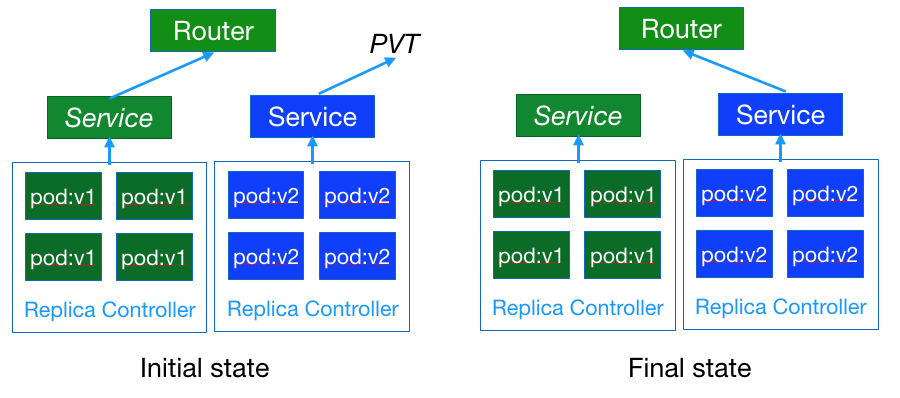 Router
PVT
Service
Service
pod:v1 pod:v1
pod:v1 pod:v1
Replica Controller
pod:v2 pod:v2
pod:v2 pod:v2
Replica Controller
Initial state
Router
Service
Service
pod:v1 pod:v1
pod:v1 pod:v1
Replica Controller
pod:v2 pod:v2
pod:v2 pod:v2
Replica Controller
Final state